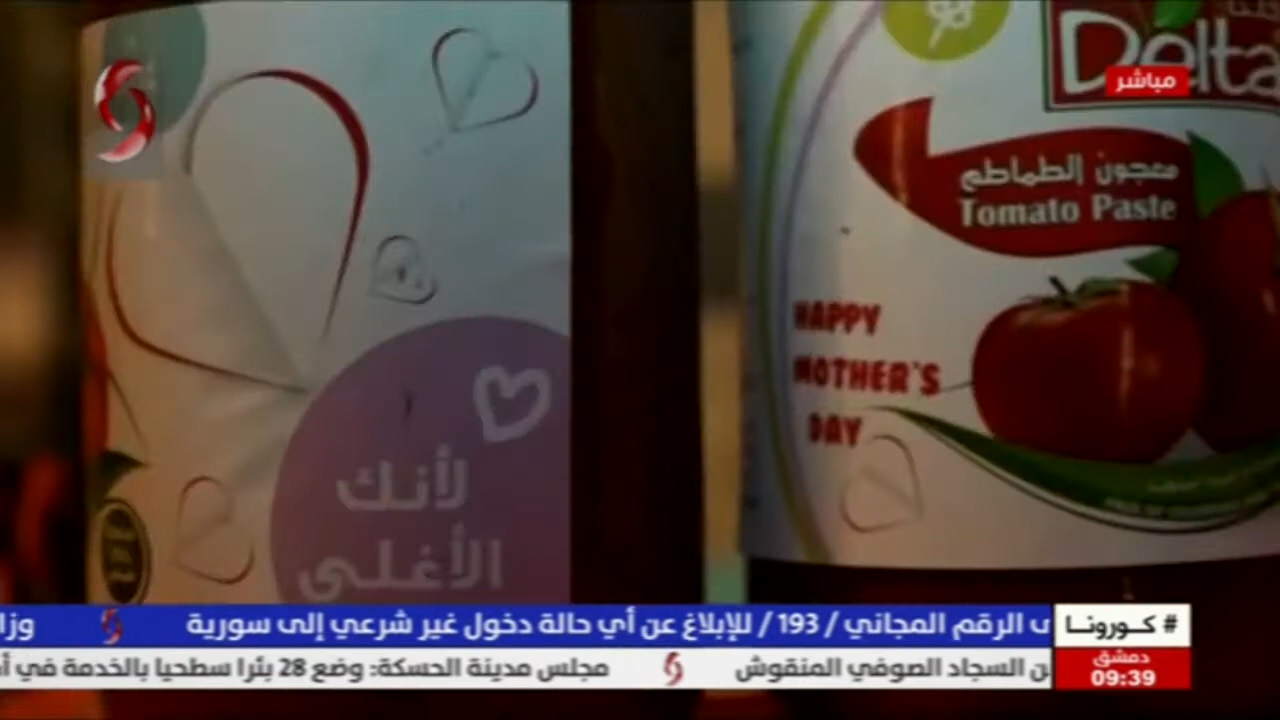 Delta
مباشر
معجون الطماطم
Tomato Paste
HAPPY
MOTHER'S
DAY
لأنك
الأغلى
# كورونا
ى الرقم المجاني / 193 / للإبلاغ عن أي حالة دخول غير شرعي إلى سورية
وزا
دمشق
09:39
ن السجاد الصوفي المنقوش
مجلس مدينة الحسكة: وضع 28 بئرا سطحيا بالخدمة في أ